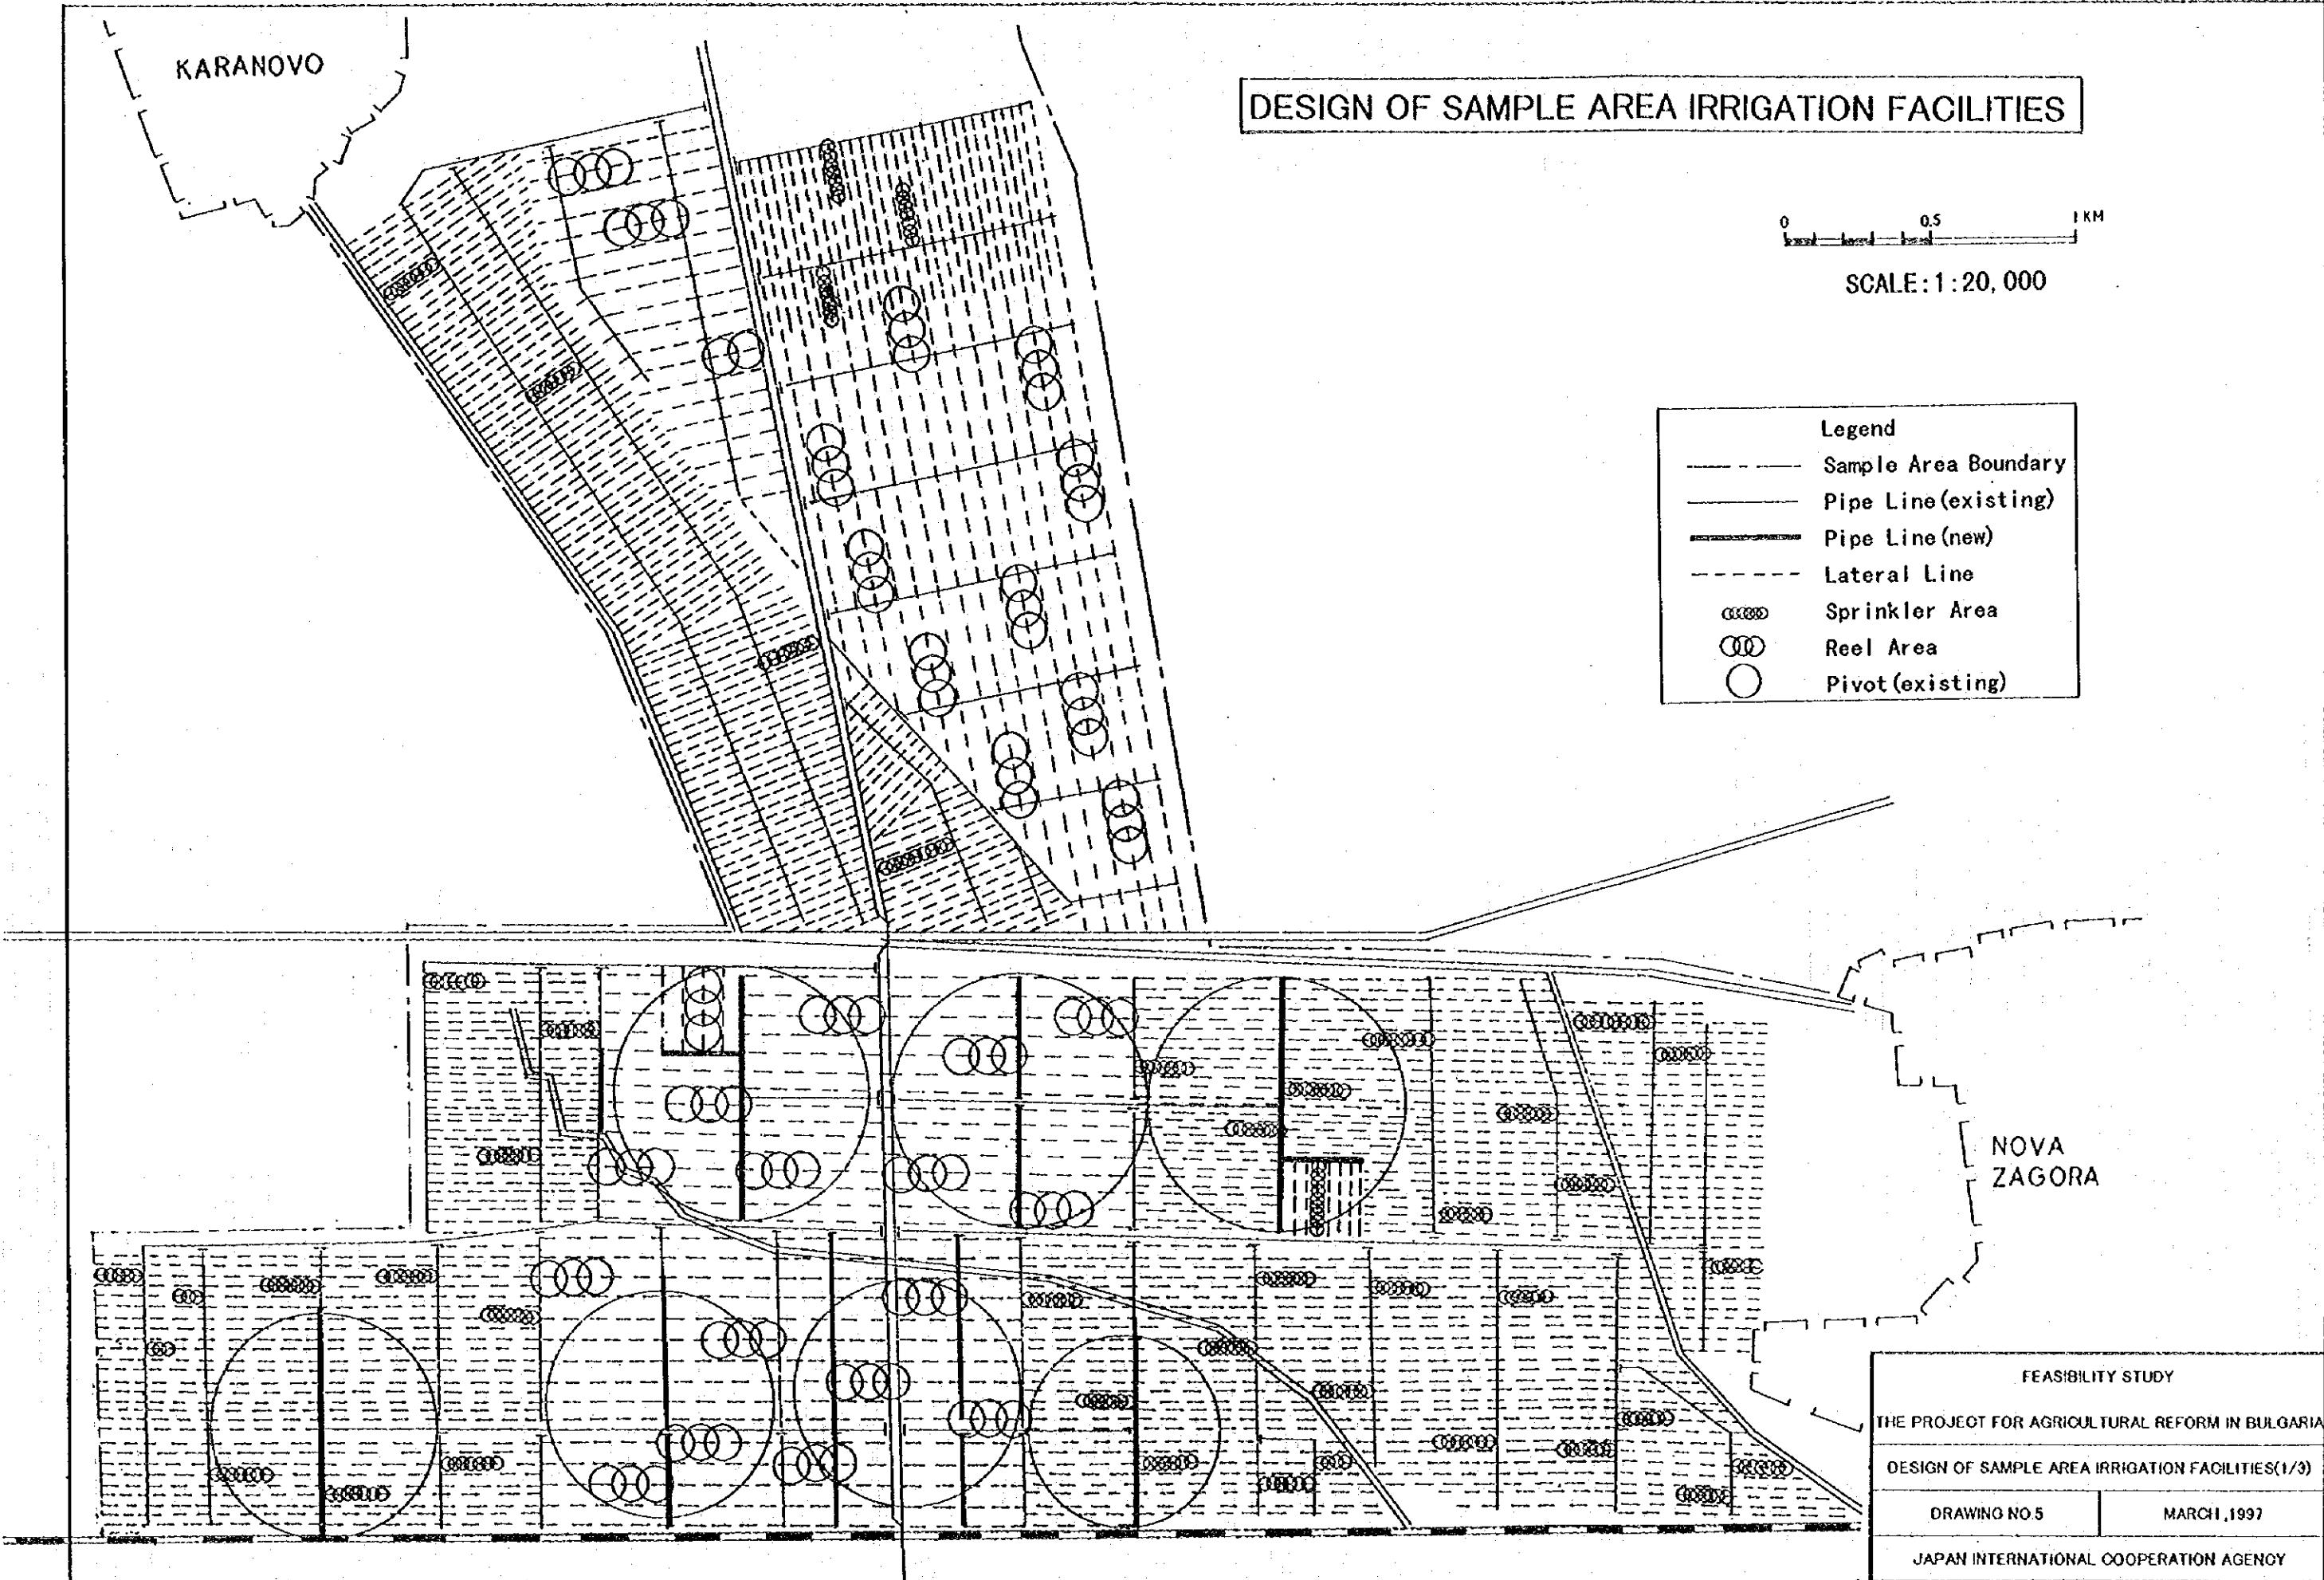 KARANOVO
DESIGN OF SAMPLE AREA IRRIGATION FACILITIES
0 0.5 1 KM
SCALE:1:20,000
Legend
Sample Area Boundary
Pipe Line(existing)
Pipe Line(new)
Lateral Line
Sprinkler Area
Reel Area
Pivot(existing)
NOVA
ZAGORA
FEASIBILITY STUDY
THE PROJECT FOR AGRICULTURAL REFORM IN BULGARIA
DESIGN OF SAMPLE AREA IRRIGATION FACILITIES(1/3)
DRAWING NO.5 MARCH,1997
JAPAN INTERNATIONAL COOPERATION AGENCY